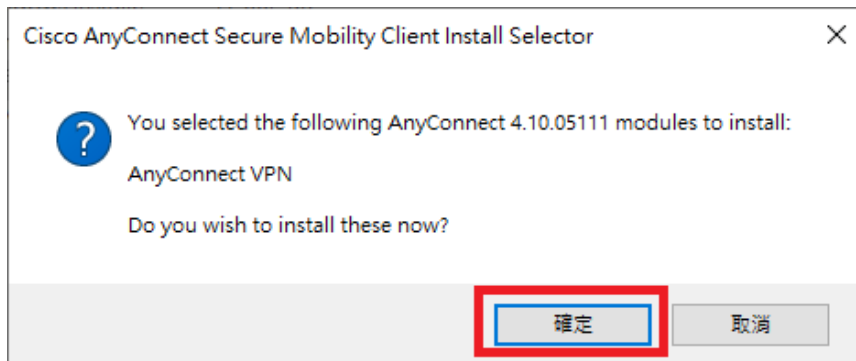 Cisco AnyConnect Secure Mobility Client Install Selector
You selected the following AnyConnect 4.10.05111 modules to install:
AnyConnect VPN
Do you wish to install these now?
確定
取消